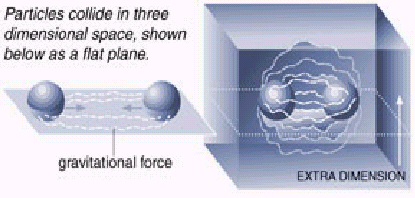 Particles collide in three
dimensional space, shown
below as a flat plane.
gravitational force
EXTRA DIMENSION